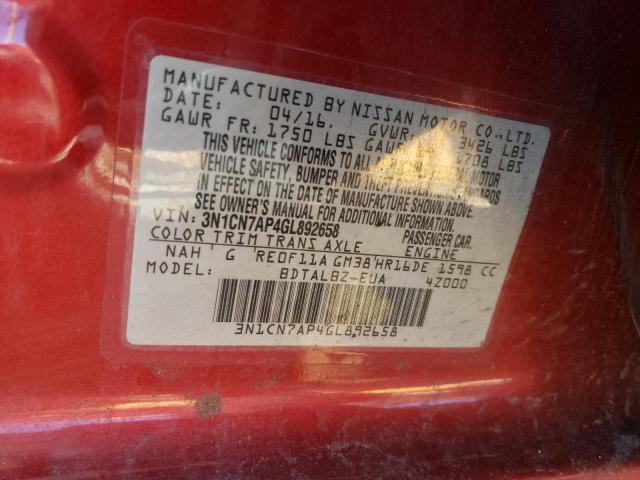 MANUFACTURED BY NISSAN MOTOR CO., LTD.
DATE: 04/16. GVWR: 3426 LBS
GAWR FR: 1750 LBS GAWR 1708 LBS
THIS VEHICLE CONFORMS TO ALL MOTOR
VEHICLE SAFETY, BUMPER AND THEFT PREVENTION STANDARDS
IN EFFECT ON THE DATE OF MANUFACTURE SHOWN ABOVE.
SEE OWNER'S MANUAL FOR ADDITIONAL INFORMATION.
VIN: 3N1CN7AP4GL892658 PASSENGER CAR.
COLOR TRIM TRANS AXLE ENGINE
NAH G RE0F11A GM38 HR16DE 1598 CC
MODEL: BDTALBZ-EUA 4Z000
3N1CN7AP4GL892658